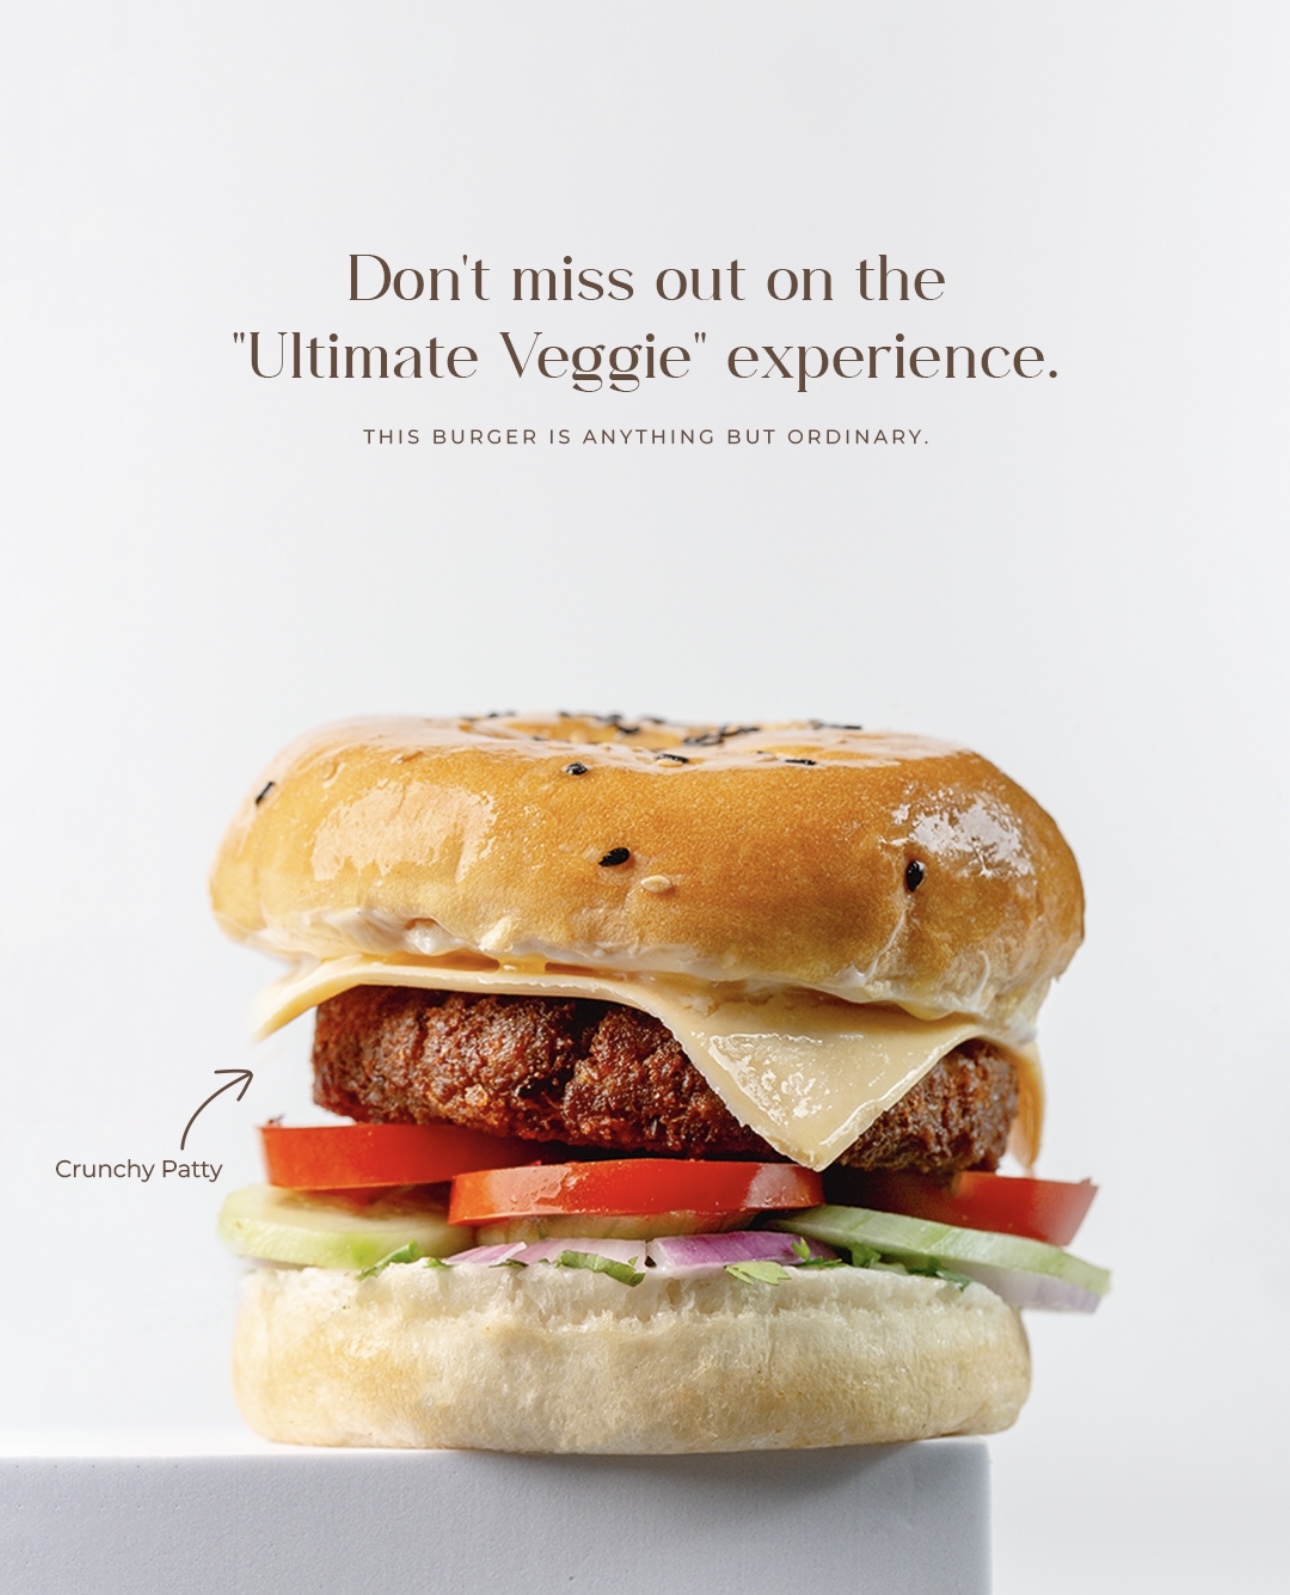 Don't miss out on the
"Ultimate Veggie" experience.
THIS BURGER IS ANYTHING BUT ORDINARY.
Crunchy Patty